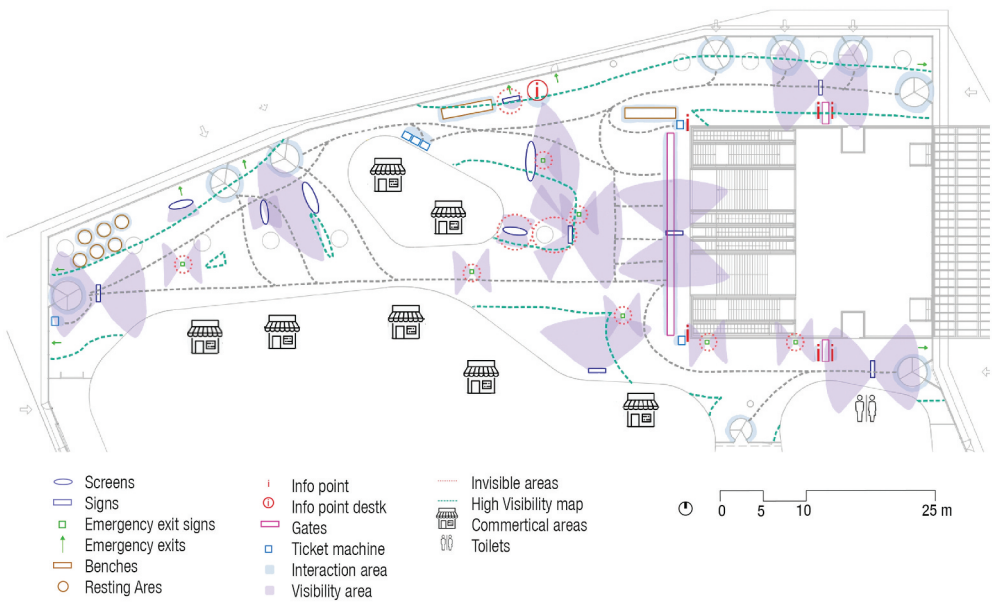 Screens
Signs
Emergency exit signs
Emergency exits
Benches
Resting Ares
Info point
Info point destk
Gates
Ticket machine
Interaction area
Visibility area
Invisible areas
High Visibility map
Commertical areas
Toilets
0 5 10 25 m